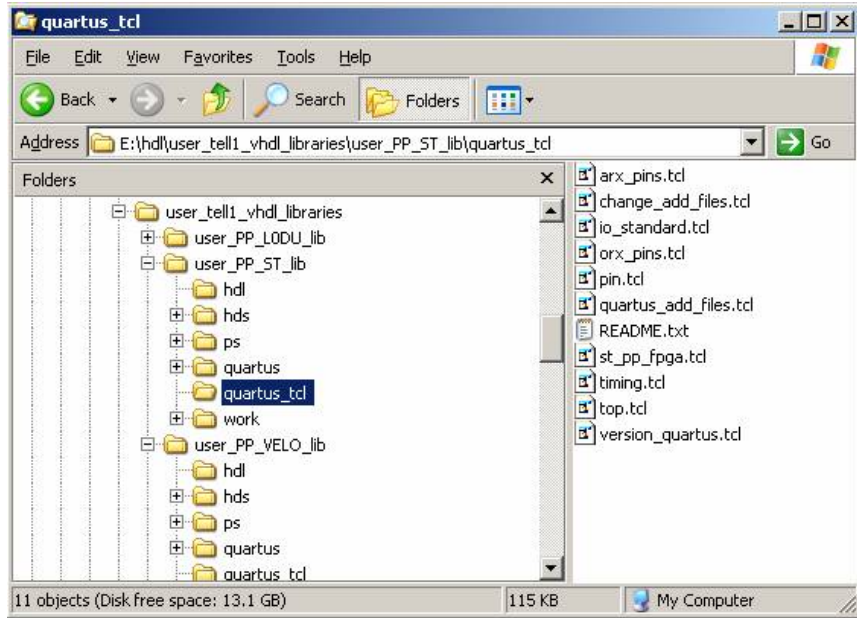 quartus_tcl
File Edit View Favorites Tools Help
Back Search Folders
Address E:\hdl\user_tell1_vhdl_libraries\user_PP_ST_lib\quartus_tcl Go
Folders
user_tell1_vhdl_libraries
user_PP_L0DU_lib
user_PP_ST_lib
hdl
hds
ps
quartus
quartus_tcl
work
user_PP_VELO_lib
hdl
hds
ps
quartus
quartus_tcl
arx_pins.tcl
change_add_files.tcl
io_standard.tcl
orx_pins.tcl
pin.tcl
quartus_add_files.tcl
README.txt
st_pp_fpga.tcl
timing.tcl
top.tcl
version_quartus.tcl
11 objects (Disk free space: 13.1 GB) 115 KB My Computer